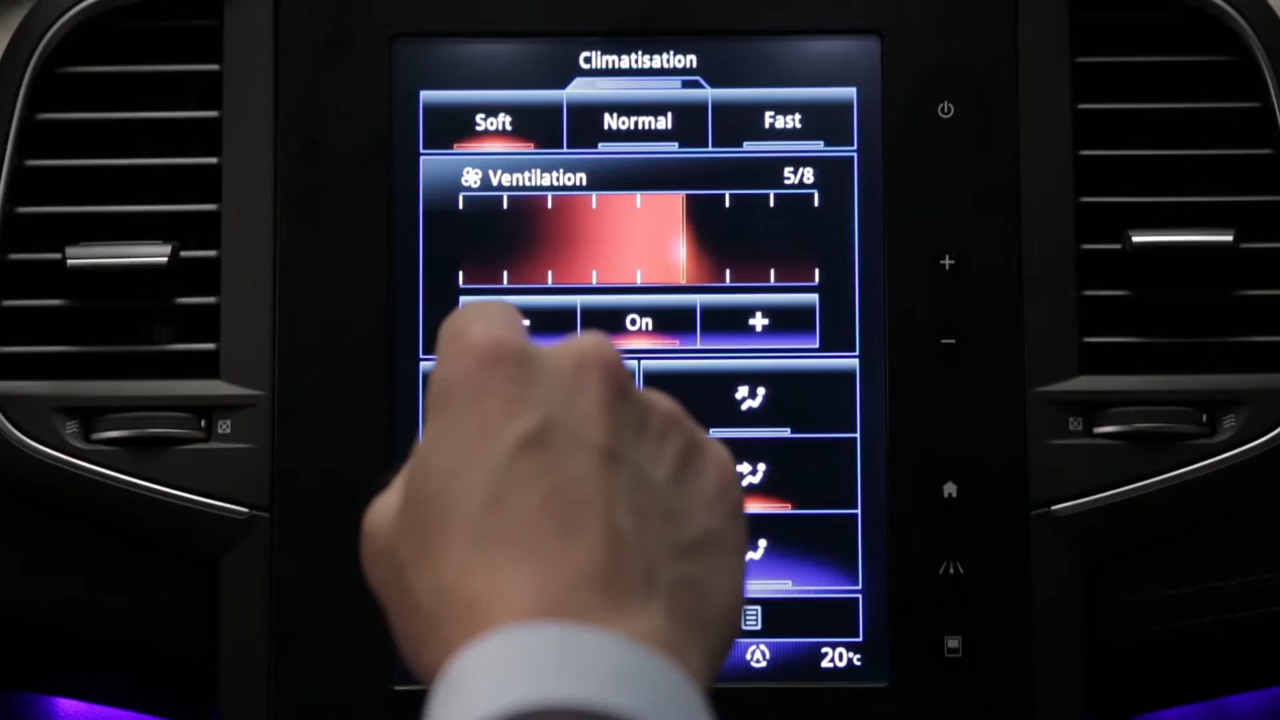 Climatisation
Soft Normal Fast
Ventilation 5/8
On +
20°c